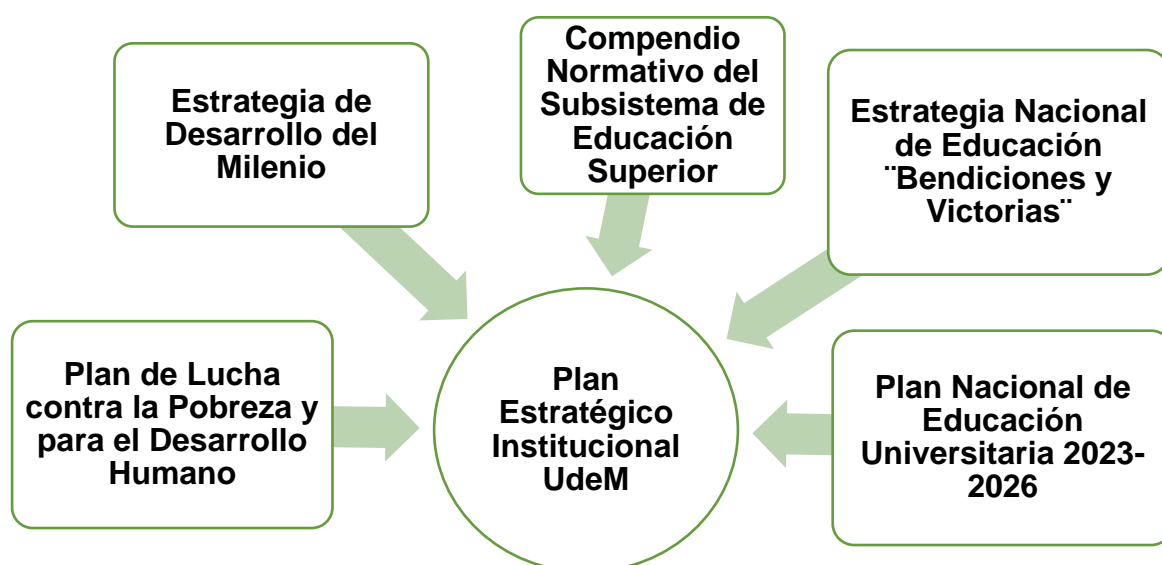 Compendio
Normativo del
Subsistema de
Educación
Superior
Estrategia de
Desarrollo del
Milenio
Estrategia Nacional
de Educación
¨Bendiciones y
Victorias¨
Plan de Lucha
contra la Pobreza y
para el Desarrollo
Humano
Plan
Estratégico
Institucional
UdeM
Plan Nacional de
Educación
Universitaria 2023-
2026